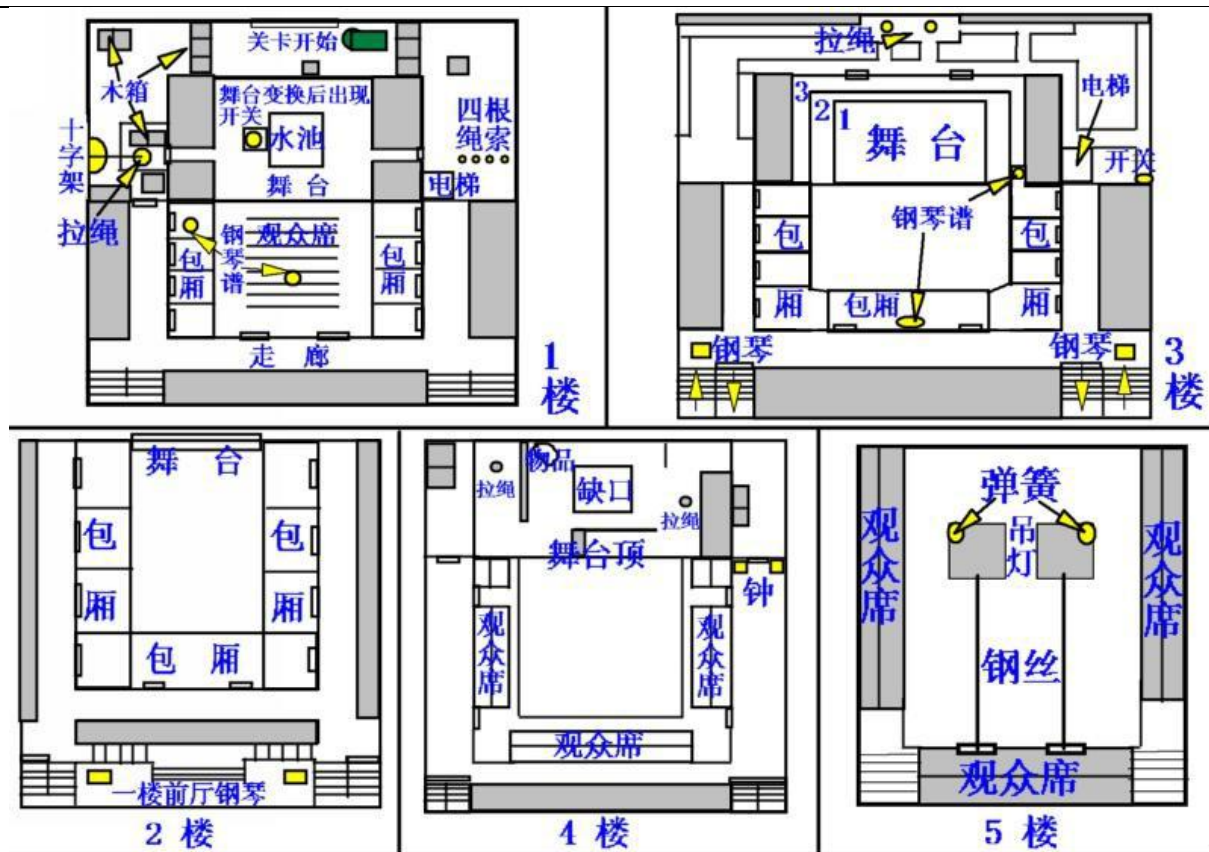 关卡开始
木箱
舞台变换后出现
开关
水池
四根
绳索
十字架
舞 台
电梯
拉绳
钢琴谱
观众席
包厢
包厢
走 廊
1
楼
拉绳
电梯
3
2
1
舞 台
开关
钢琴谱
包
包
厢
包厢
厢
钢琴
钢琴
3
楼
舞 台
包
包
厢
厢
包 厢
一楼前厅钢琴
2 楼
物品
拉绳
缺口
拉绳
舞台顶
钟
观众席
观众席
观众席
4 楼
弹簧
观众席
吊灯
观众席
钢丝
观众席
5 楼